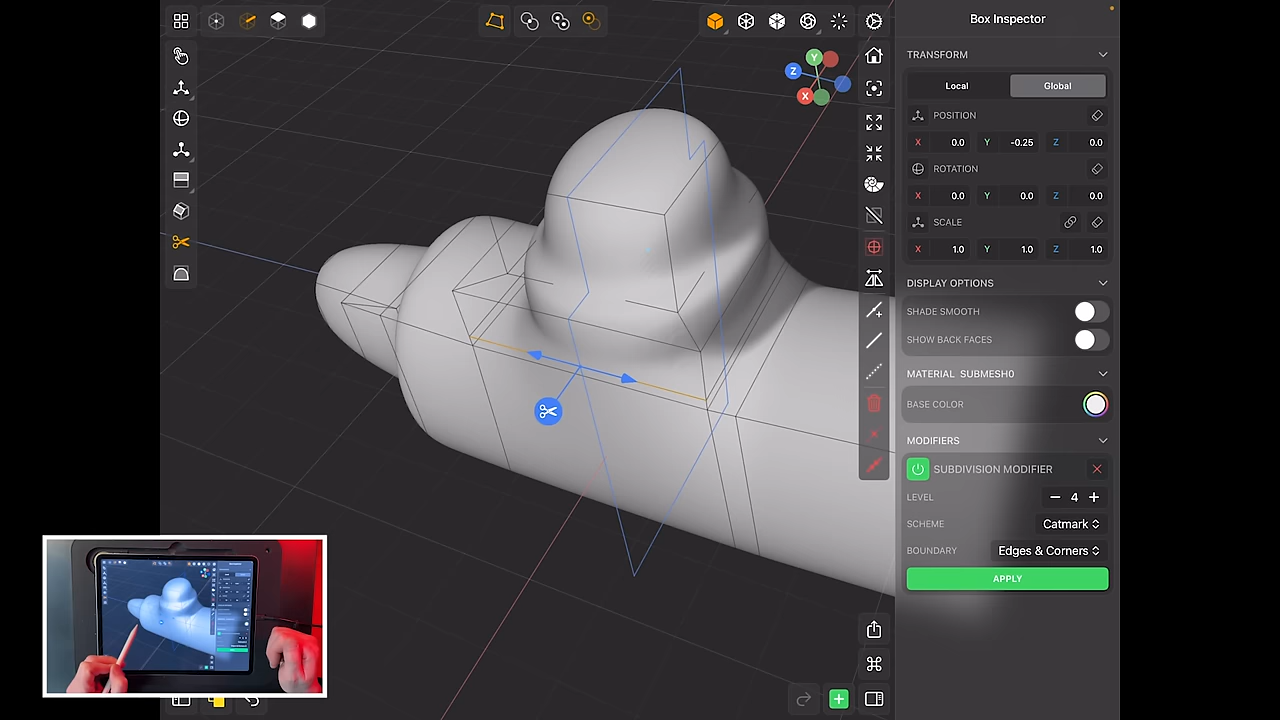 Box Inspector
TRANSFORM
Local Global
POSITION
X 0.0 Y -0.25 Z 0.0
ROTATION
X 0.0 Y 0.0 Z 0.0
SCALE
X 1.0 Y 1.0 Z 1.0
DISPLAY OPTIONS
SHADE SMOOTH
SHOW BACK FACES
MATERIAL SUBMESH0
BASE COLOR
MODIFIERS
SUBDIVISION MODIFIER
LEVEL − 4 +
SCHEME Catmark
BOUNDARY Edges & Corners
APPLY
Y
Z
X